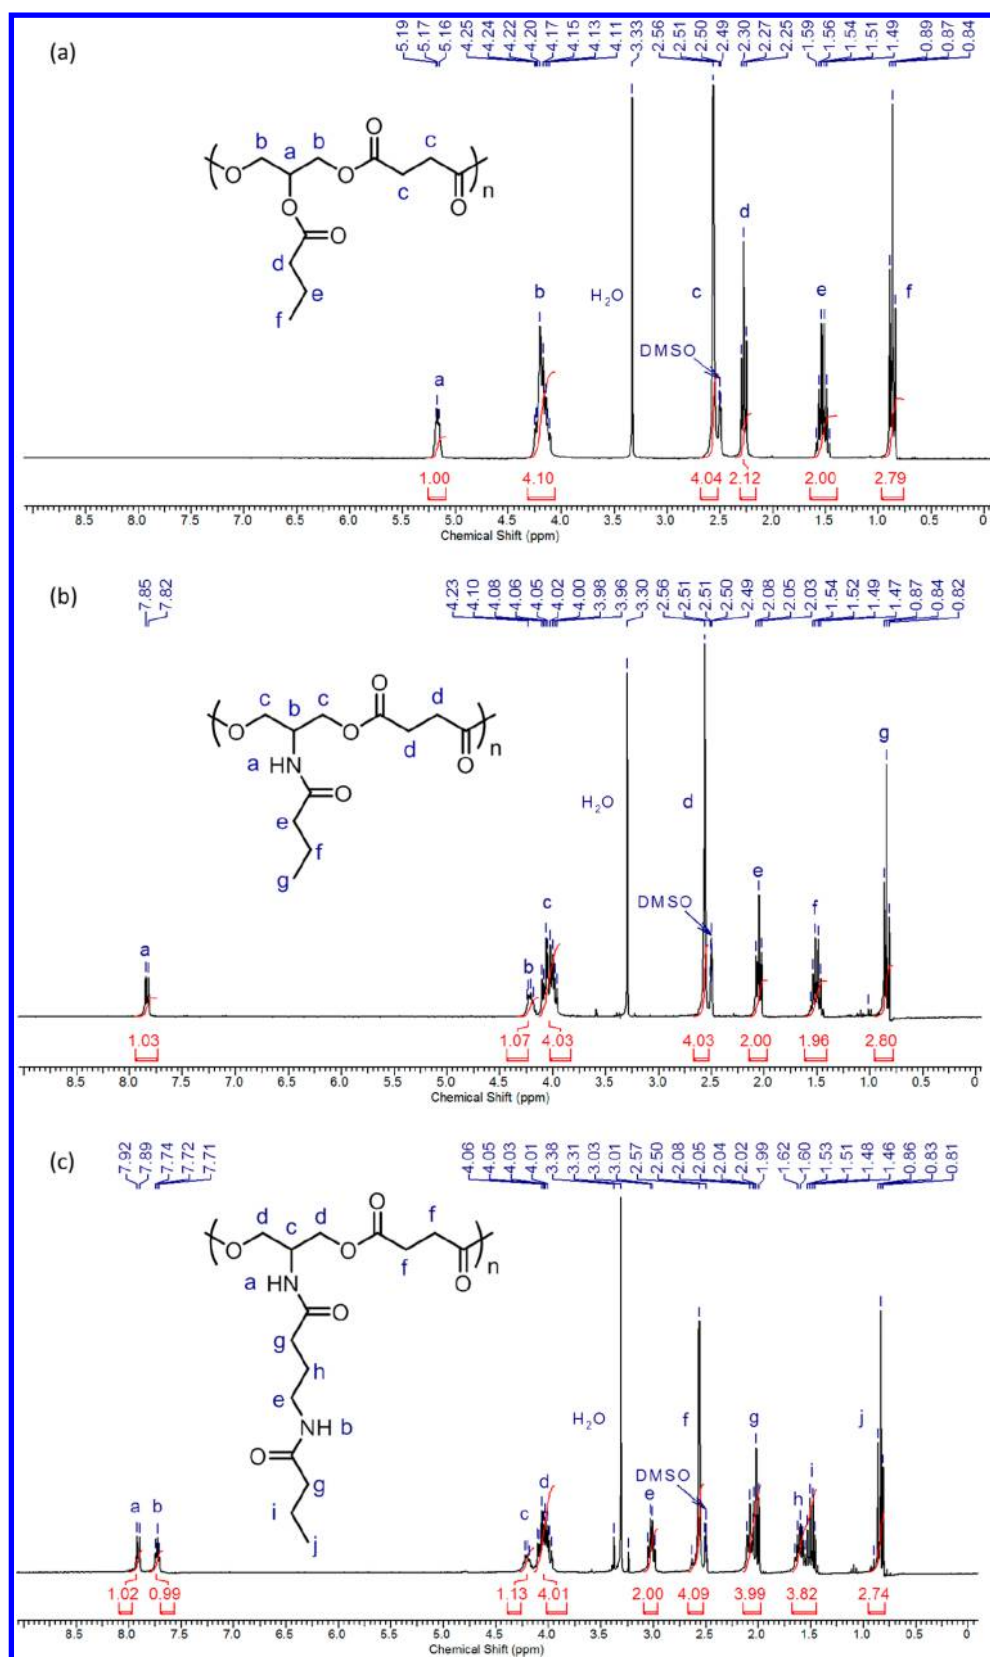 (a)
5.19 5.17 5.16 4.25 4.24 4.22 4.20 4.17 4.15 4.13 4.11 3.33 2.56 2.51 2.50 2.49 2.30 2.27 2.25 1.59 1.56 1.54 1.51 1.49 0.89 0.87 0.84
b a b O O c c O n
O O
d e f
a b H2O c DMSO d e f
1.00 4.10 4.04 2.12 2.00 2.79
8.5 8.0 7.5 7.0 6.5 6.0 5.5 5.0 4.5 4.0 3.5 3.0 2.5 2.0 1.5 1.0 0.5 0
Chemical Shift (ppm)
(b)
7.85 7.82 4.23 4.10 4.08 4.06 4.05 4.02 4.00 3.98 3.96 3.30 2.56 2.51 2.51 2.50 2.49 2.08 2.05 2.03 1.54 1.52 1.49 1.47 0.87 0.84 0.82
c b c O O d d O n
a HN O
e f g
a b c H2O d DMSO e f g
1.03 1.07 4.03 4.03 2.00 1.96 2.80
8.5 8.0 7.5 7.0 6.5 6.0 5.5 5.0 4.5 4.0 3.5 3.0 2.5 2.0 1.5 1.0 0.5 0
Chemical Shift (ppm)
(c)
7.92 7.89 7.74 7.72 7.71 4.06 4.05 4.03 4.01 3.38 3.31 3.03 3.01 2.57 2.50 2.08 2.05 2.04 2.02 1.99 1.62 1.60 1.53 1.51 1.48 1.46 0.86 0.83 0.81
d c d O O f f O n
a HN O
g h e
NH b
O g
i j
a b c d H2O e f DMSO g h i j
1.02 0.99 1.13 4.01 2.00 4.09 3.99 3.82 2.74
8.5 8.0 7.5 7.0 6.5 6.0 5.5 5.0 4.5 4.0 3.5 3.0 2.5 2.0 1.5 1.0 0.5 0
Chemical Shift (ppm)